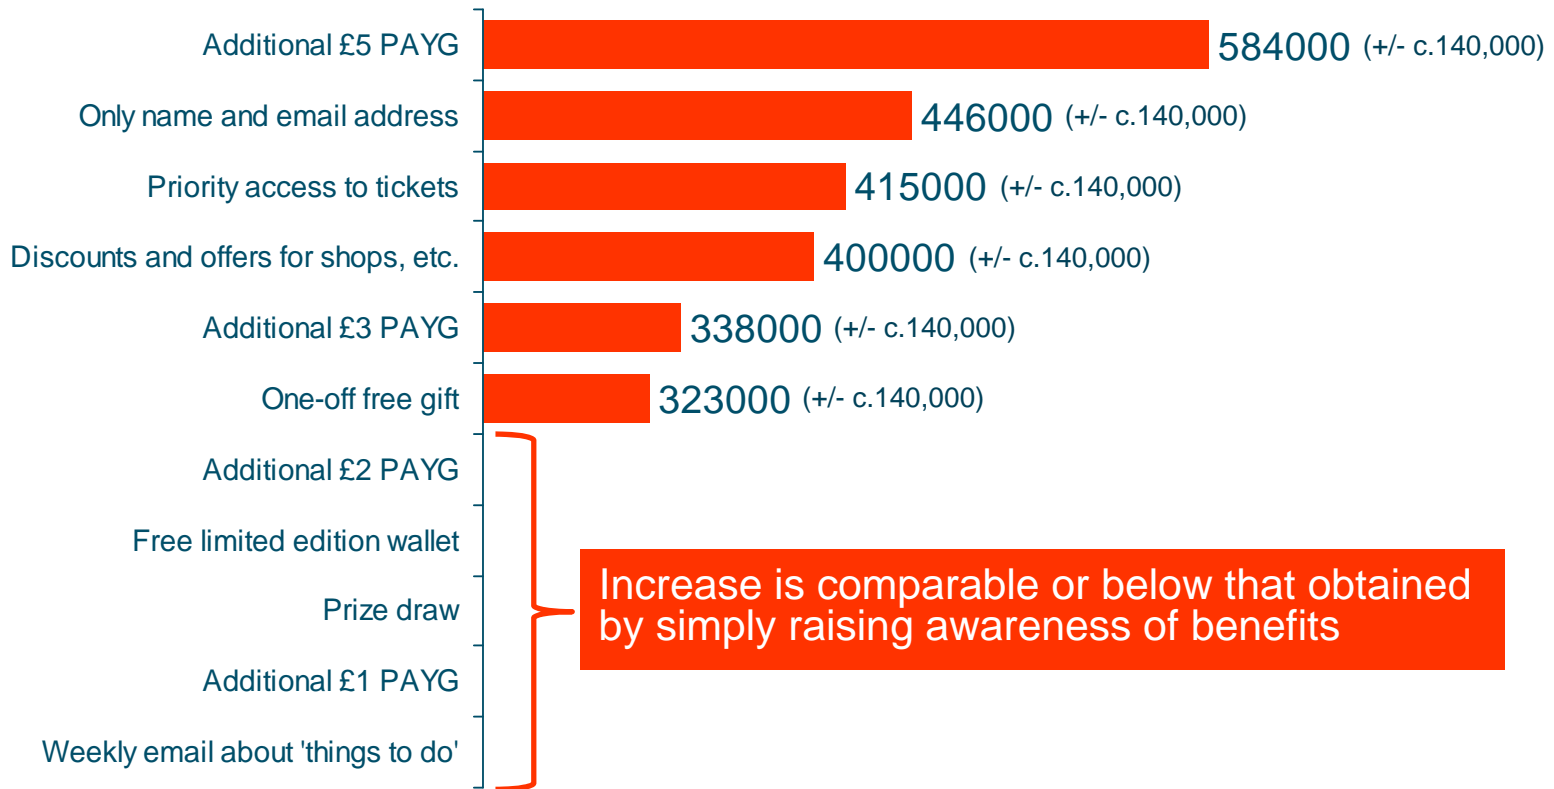 Additional £5 PAYG 584000 (+/- c.140,000)
Only name and email address 446000 (+/- c.140,000)
Priority access to tickets 415000 (+/- c.140,000)
Discounts and offers for shops, etc. 400000 (+/- c.140,000)
Additional £3 PAYG 338000 (+/- c.140,000)
One-off free gift 323000 (+/- c.140,000)
Additional £2 PAYG
Free limited edition wallet
Prize draw
Additional £1 PAYG
Weekly email about 'things to do'
Increase is comparable or below that obtained
by simply raising awareness of benefits